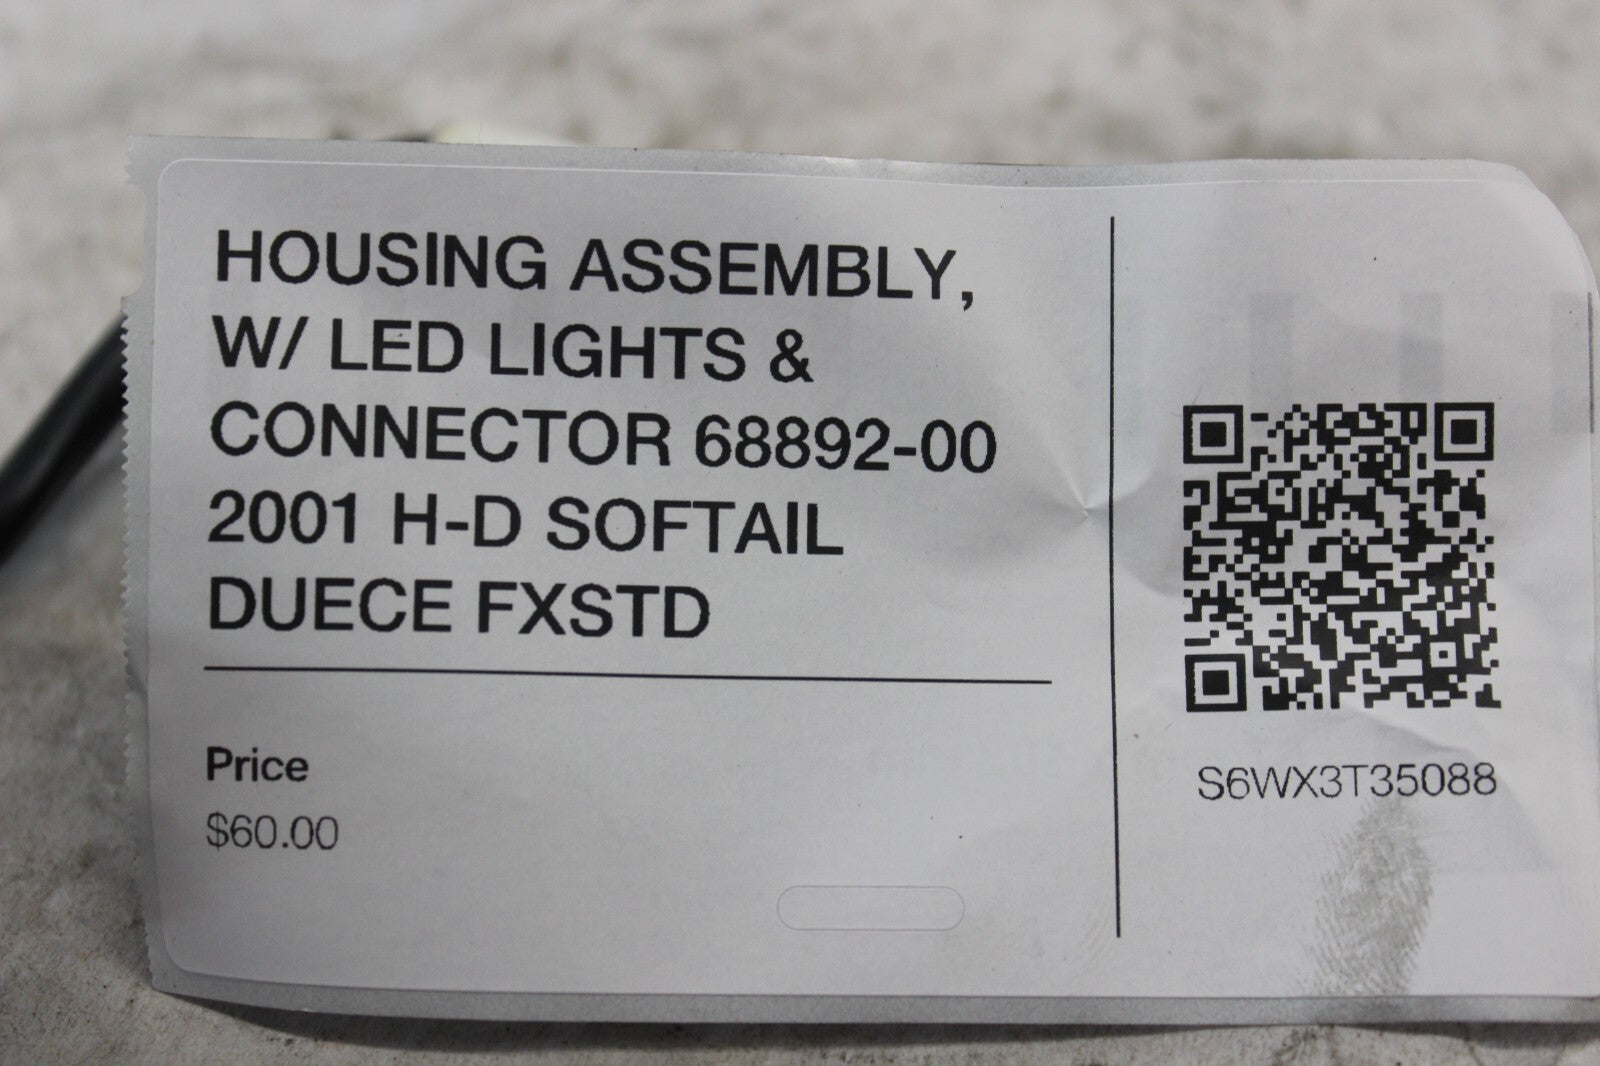 HOUSING ASSEMBLY,
W/ LED LIGHTS &
CONNECTOR 68892-00
2001 H-D SOFTAIL
DUECE FXSTD
Price
$60.00
S6WX3T35088